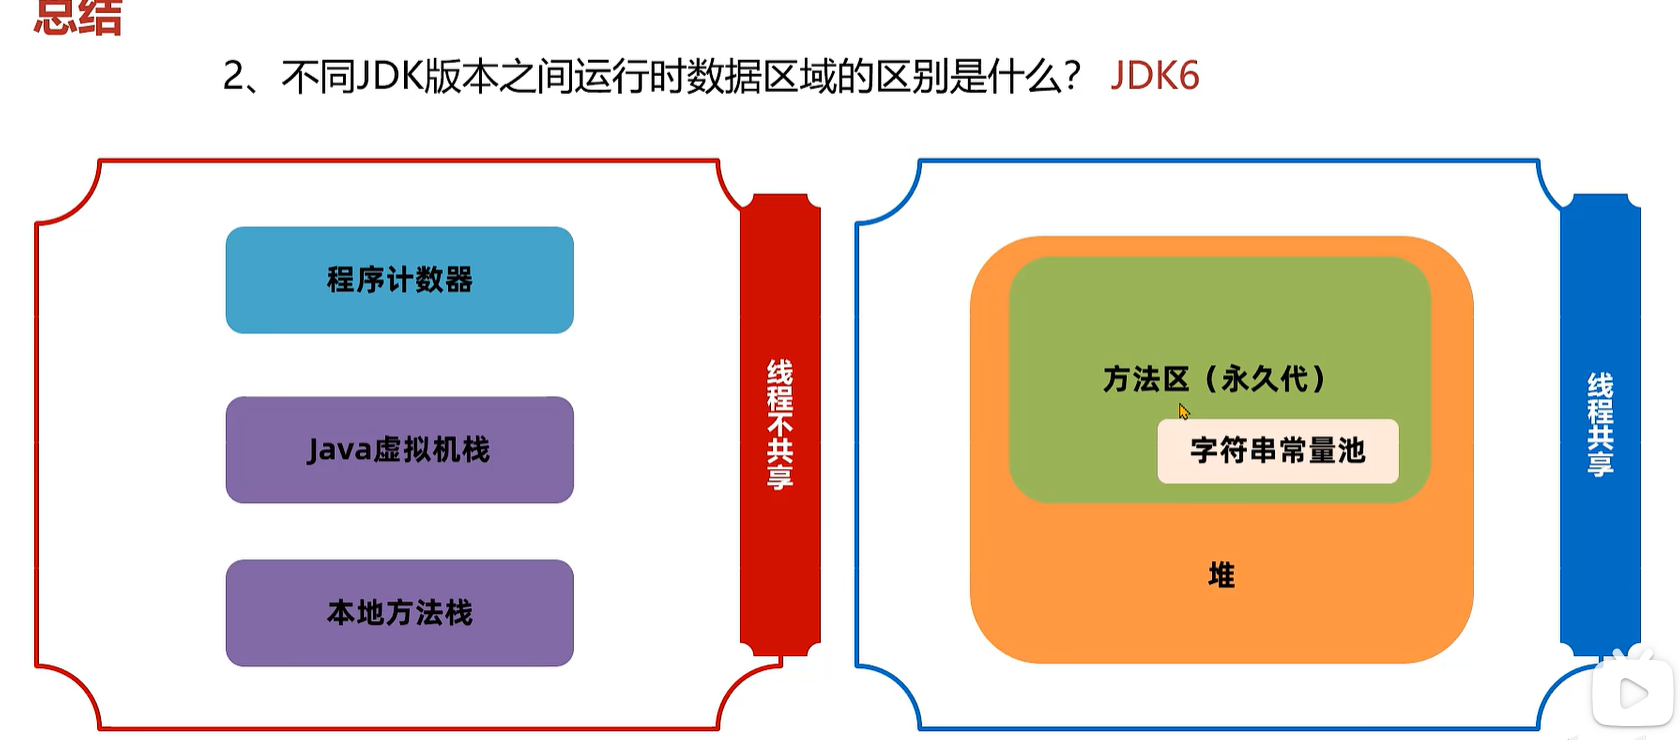 总结
2、不同JDK版本之间运行时数据区域的区别是什么? JDK6
程序计数器
Java虚拟机栈
本地方法栈
线程不共享
方法区（永久代）
字符串常量池
堆
线程共享